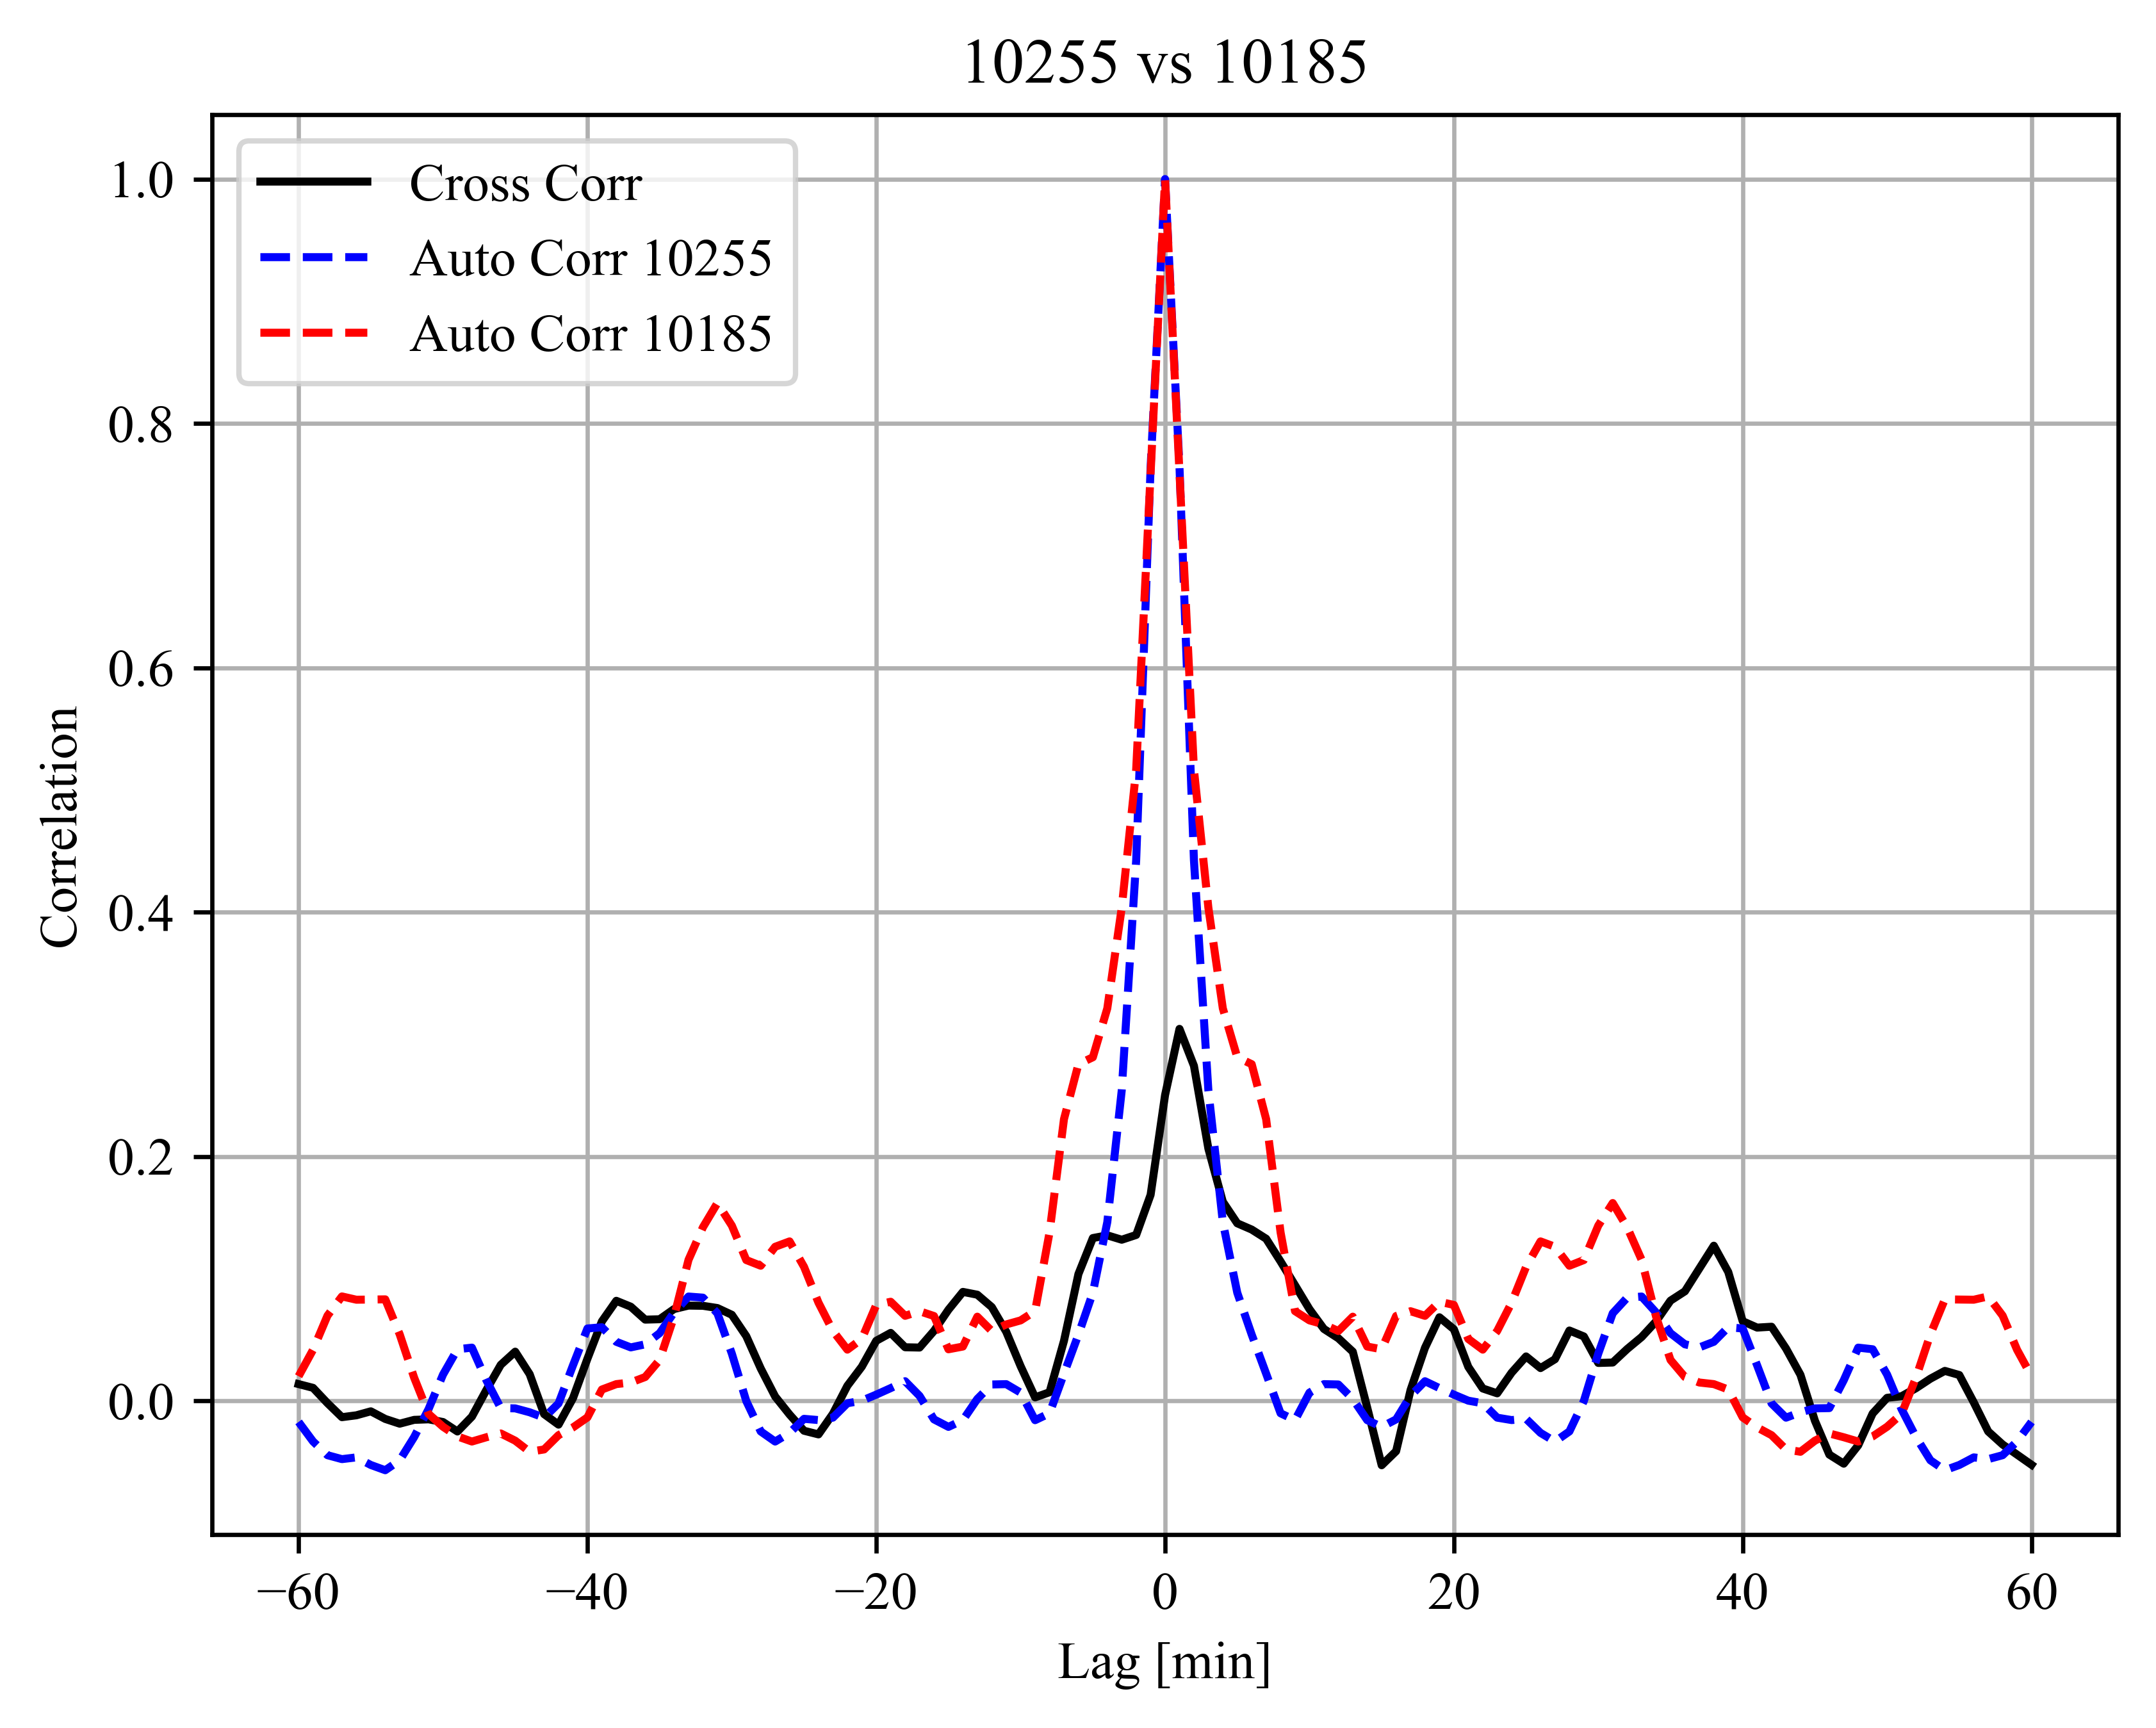 10255 vs 10185
Cross Corr
Auto Corr 10255
Auto Corr 10185
1.0
0.8
0.6
0.4
0.2
0.0
Correlation
−60 −40 −20 0 20 40 60
Lag [min]